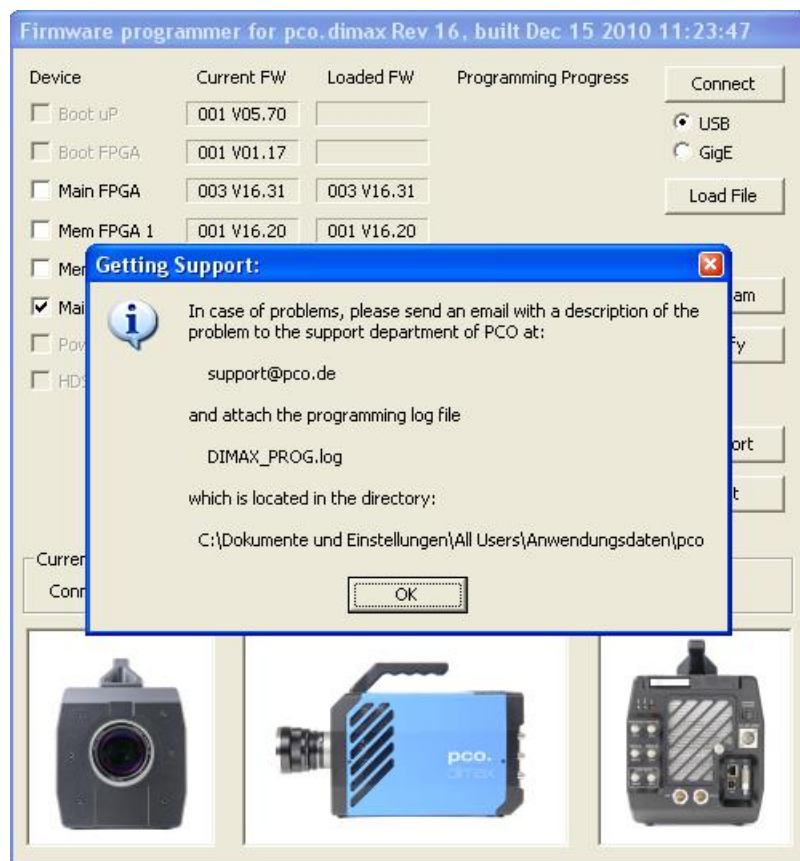 Firmware programmer for pco.dimax Rev 16, built Dec 15 2010 11:23:47
Device Current FW Loaded FW Programming Progress Connect
Boot uP 001 V05.70
USB
Boot FPGA 001 V01.17
GigE
Main FPGA 003 V16.31 003 V16.31
Load File
Mem FPGA 1 001 V16.20 001 V16.20
Getting Support:
In case of problems, please send an email with a description of the
problem to the support department of PCO at:
support@pco.de
and attach the programming log file
DIMAX_PROG.log
which is located in the directory:
C:\Dokumente und Einstellungen\All Users\Anwendungsdaten\pco
OK
pco.
dimax